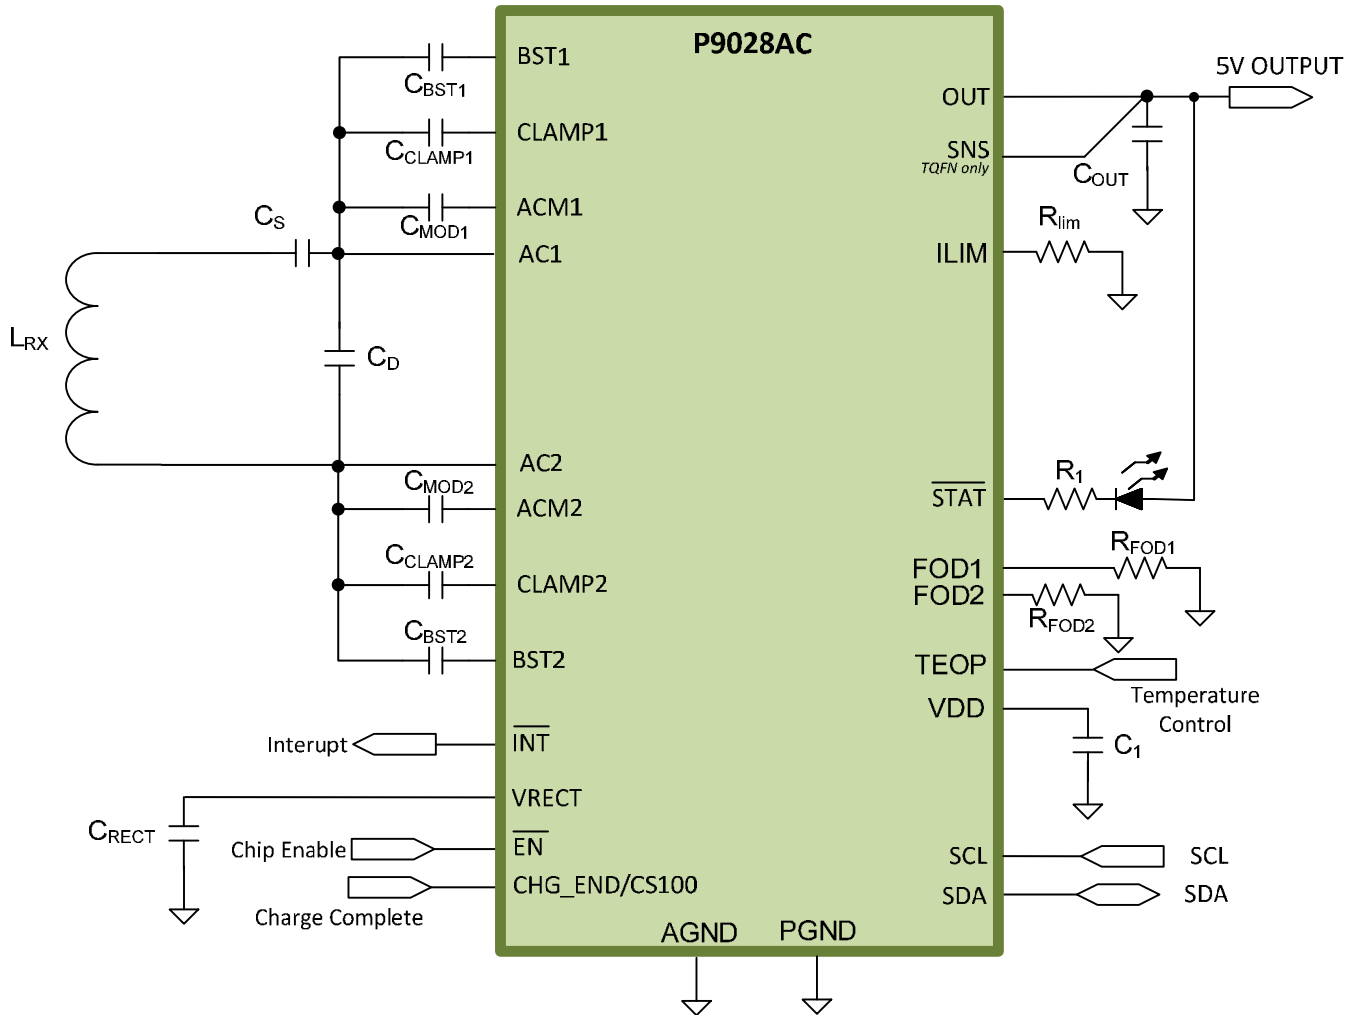 P9028AC
5V OUTPUT
BST1
CBST1
CLAMP1
CCLAMP1
ACM1
CMOD1
CS
AC1
LRX
CD
AC2
CMOD2
ACM2
CCLAMP2
CLAMP2
CBST2
BST2
Interupt
INT
VRECT
CRECT
Chip Enable
EN
CHG_END/CS100
Charge Complete
AGND
PGND
OUT
SNS
TQFN only
COUT
Rlim
ILIM
R1
STAT
RFOD1
FOD1
FOD2
RFOD2
TEOP
Temperature
Control
VDD
C1
SCL
SCL
SDA
SDA